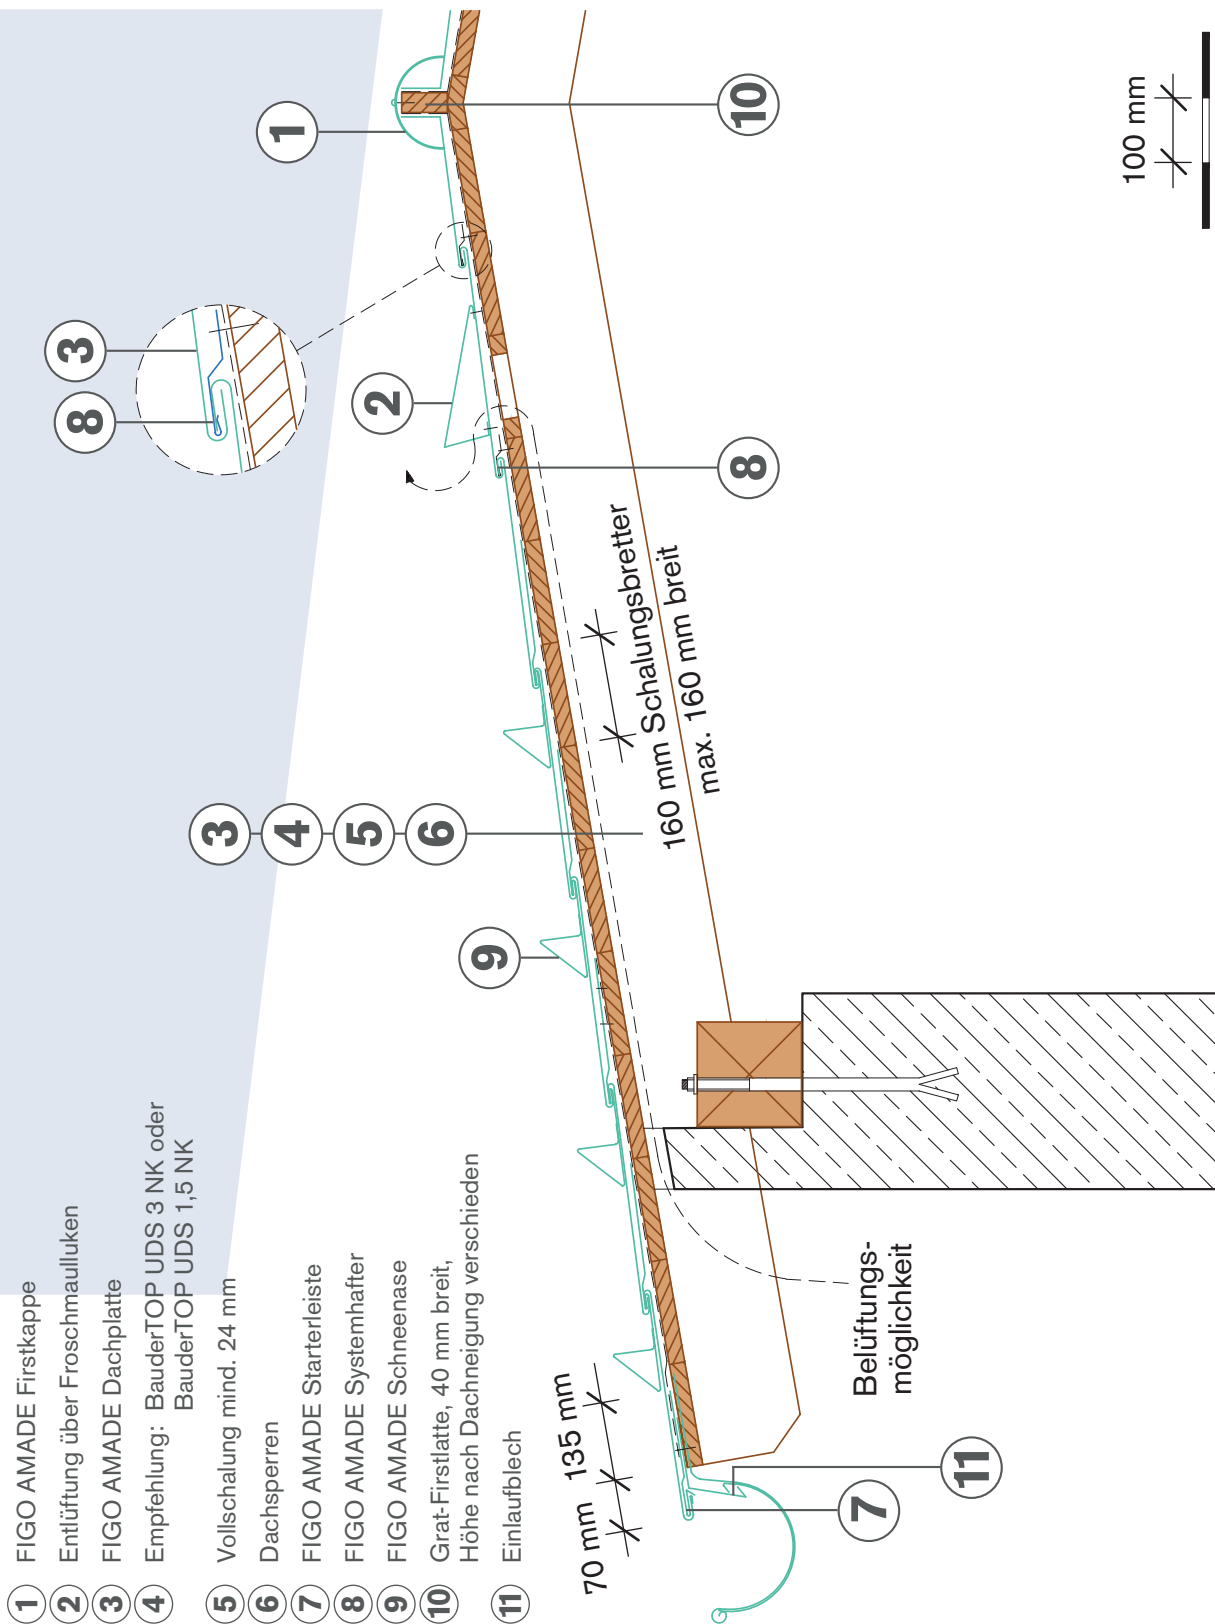 1 FIGO AMADE Firstkappe
2 Entlüftung über Froschmaulluken
3 FIGO AMADE Dachplatte
4 Empfehlung: BauderTOP UDS 3 NK oder
BauderTOP UDS 1,5 NK
5 Vollschalung mind. 24 mm
6 Dachsperren
7 FIGO AMADE Starterleiste
8 FIGO AMADE Systemhafter
9 FIGO AMADE Schneenase
10 Grat-Firstlatte, 40 mm breit,
Höhe nach Dachneigung verschieden
11 Einlaufblech
8
3
1
2
3
4
5
6
9
10
8
70 mm 135 mm
160 mm Schalungsbretter
max. 160 mm breit
Belüftungs-
möglichkeit
7
11
100 mm